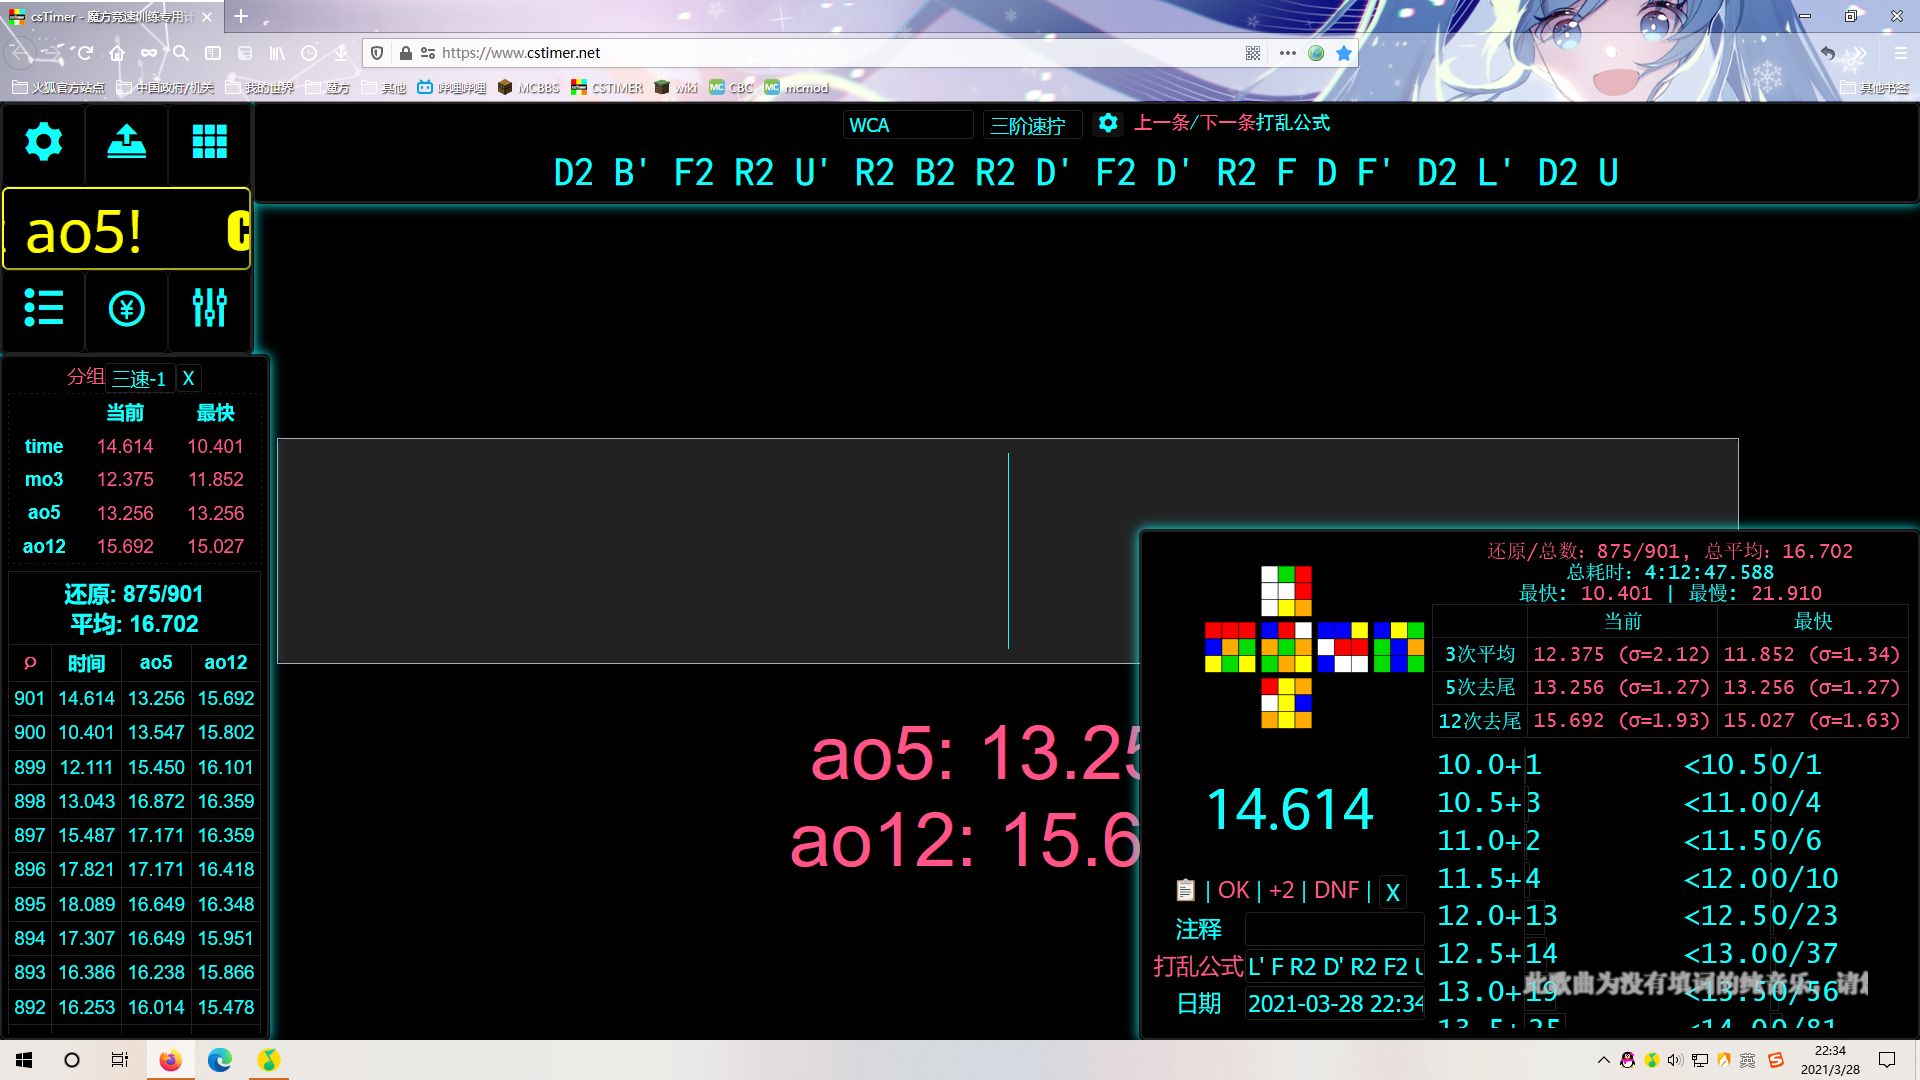 csTimer - 魔方竞速训练专用计
https://www.cstimer.net
火狐官方站点 中国政府/机关 我的世界 魔方 其他 哔哩哔哩 MCBBS CSTIMER wiki CBC mcmod 其他书签
WCA 三阶速拧 上一条/下一条打乱公式
D2 B' F2 R2 U' R2 B2 R2 D' F2 D' R2 F D F' D2 L' D2 U
ao5!
分组 三速-1 X
当前 最快
time 14.614 10.401
mo3 12.375 11.852
ao5 13.256 13.256
ao12 15.692 15.027
还原: 875/901
平均: 16.702
时间 ao5 ao12
901 14.614 13.256 15.692
900 10.401 13.547 15.802
899 12.111 15.450 16.101
898 13.043 16.872 16.359
897 15.487 17.171 16.359
896 17.821 17.171 16.418
895 18.089 16.649 16.348
894 17.307 16.649 15.951
893 16.386 16.238 15.866
892 16.253 16.014 15.478
ao5: 13.25
ao12: 15.6
14.614
| OK | +2 | DNF | X
注释
打乱公式 L' F R2 D' R2 F2 U
日期 2021-03-28 22:34
还原/总数: 875/901, 总平均: 16.702
总耗时: 4:12:47.588
最快: 10.401 | 最慢: 21.910
当前 最快
3次平均 12.375 (σ=2.12) 11.852 (σ=1.34)
5次去尾 13.256 (σ=1.27) 13.256 (σ=1.27)
12次去尾 15.692 (σ=1.93) 15.027 (σ=1.63)
10.0+1 <10.50/1
10.5+3 <11.00/4
11.0+2 <11.50/6
11.5+4 <12.00/10
12.0+13 <12.50/23
12.5+14 <13.00/37
13.0+19 <13.50/56
13.5+25 <14.00/81
此歌曲为没有填词的纯音乐，请您
英
22:34
2021/3/28